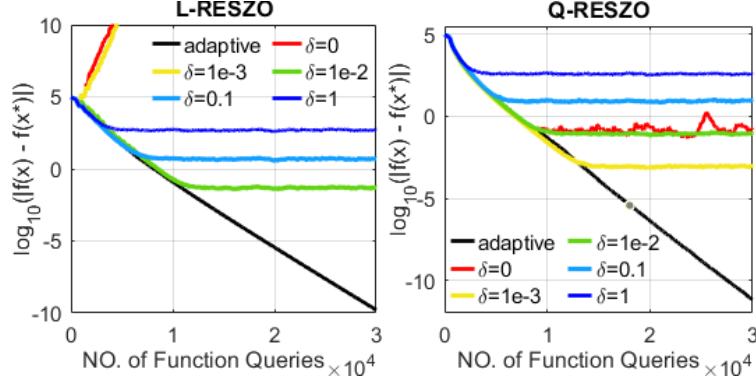 L-RESZO
10
5
0
-5
-10
log10(|f(x) - f(x*)|)
adaptive
δ=0
δ=1e-3
δ=1e-2
δ=0.1
δ=1
0
1
2
3
NO. of Function Queries
×10^4
Q-RESZO
5
0
-5
-10
log10(|f(x) - f(x*)|)
adaptive
δ=1e-2
δ=0
δ=0.1
δ=1e-3
δ=1
0
1
2
3
NO. of Function Queries
×10^4